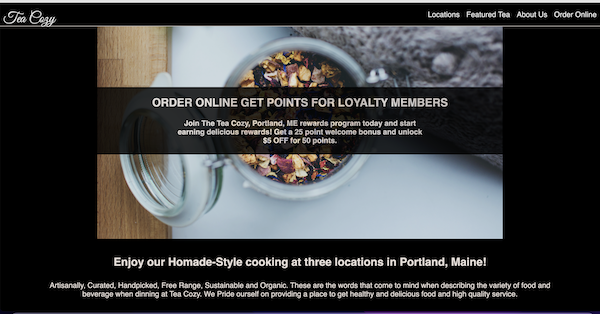 Tea Cozy
Locations Featured Tea About Us Order Online
ORDER ONLINE GET POINTS FOR LOYALTY MEMBERS
Join The Tea Cozy, Portland, ME rewards program today and start
earning delicious rewards! Get a 25 point welcome bonus and unlock
$5 OFF for 50 points.
Enjoy our Homade-Style cooking at three locations in Portland, Maine!
Artisanally, Curated, Handpicked, Free Range, Sustainable and Organic. These are the words that come to mind when describing the variety of food and
beverage when dinning at Tea Cozy. We Pride ourself on providing a place to get healthy and delicious food and high quality service.